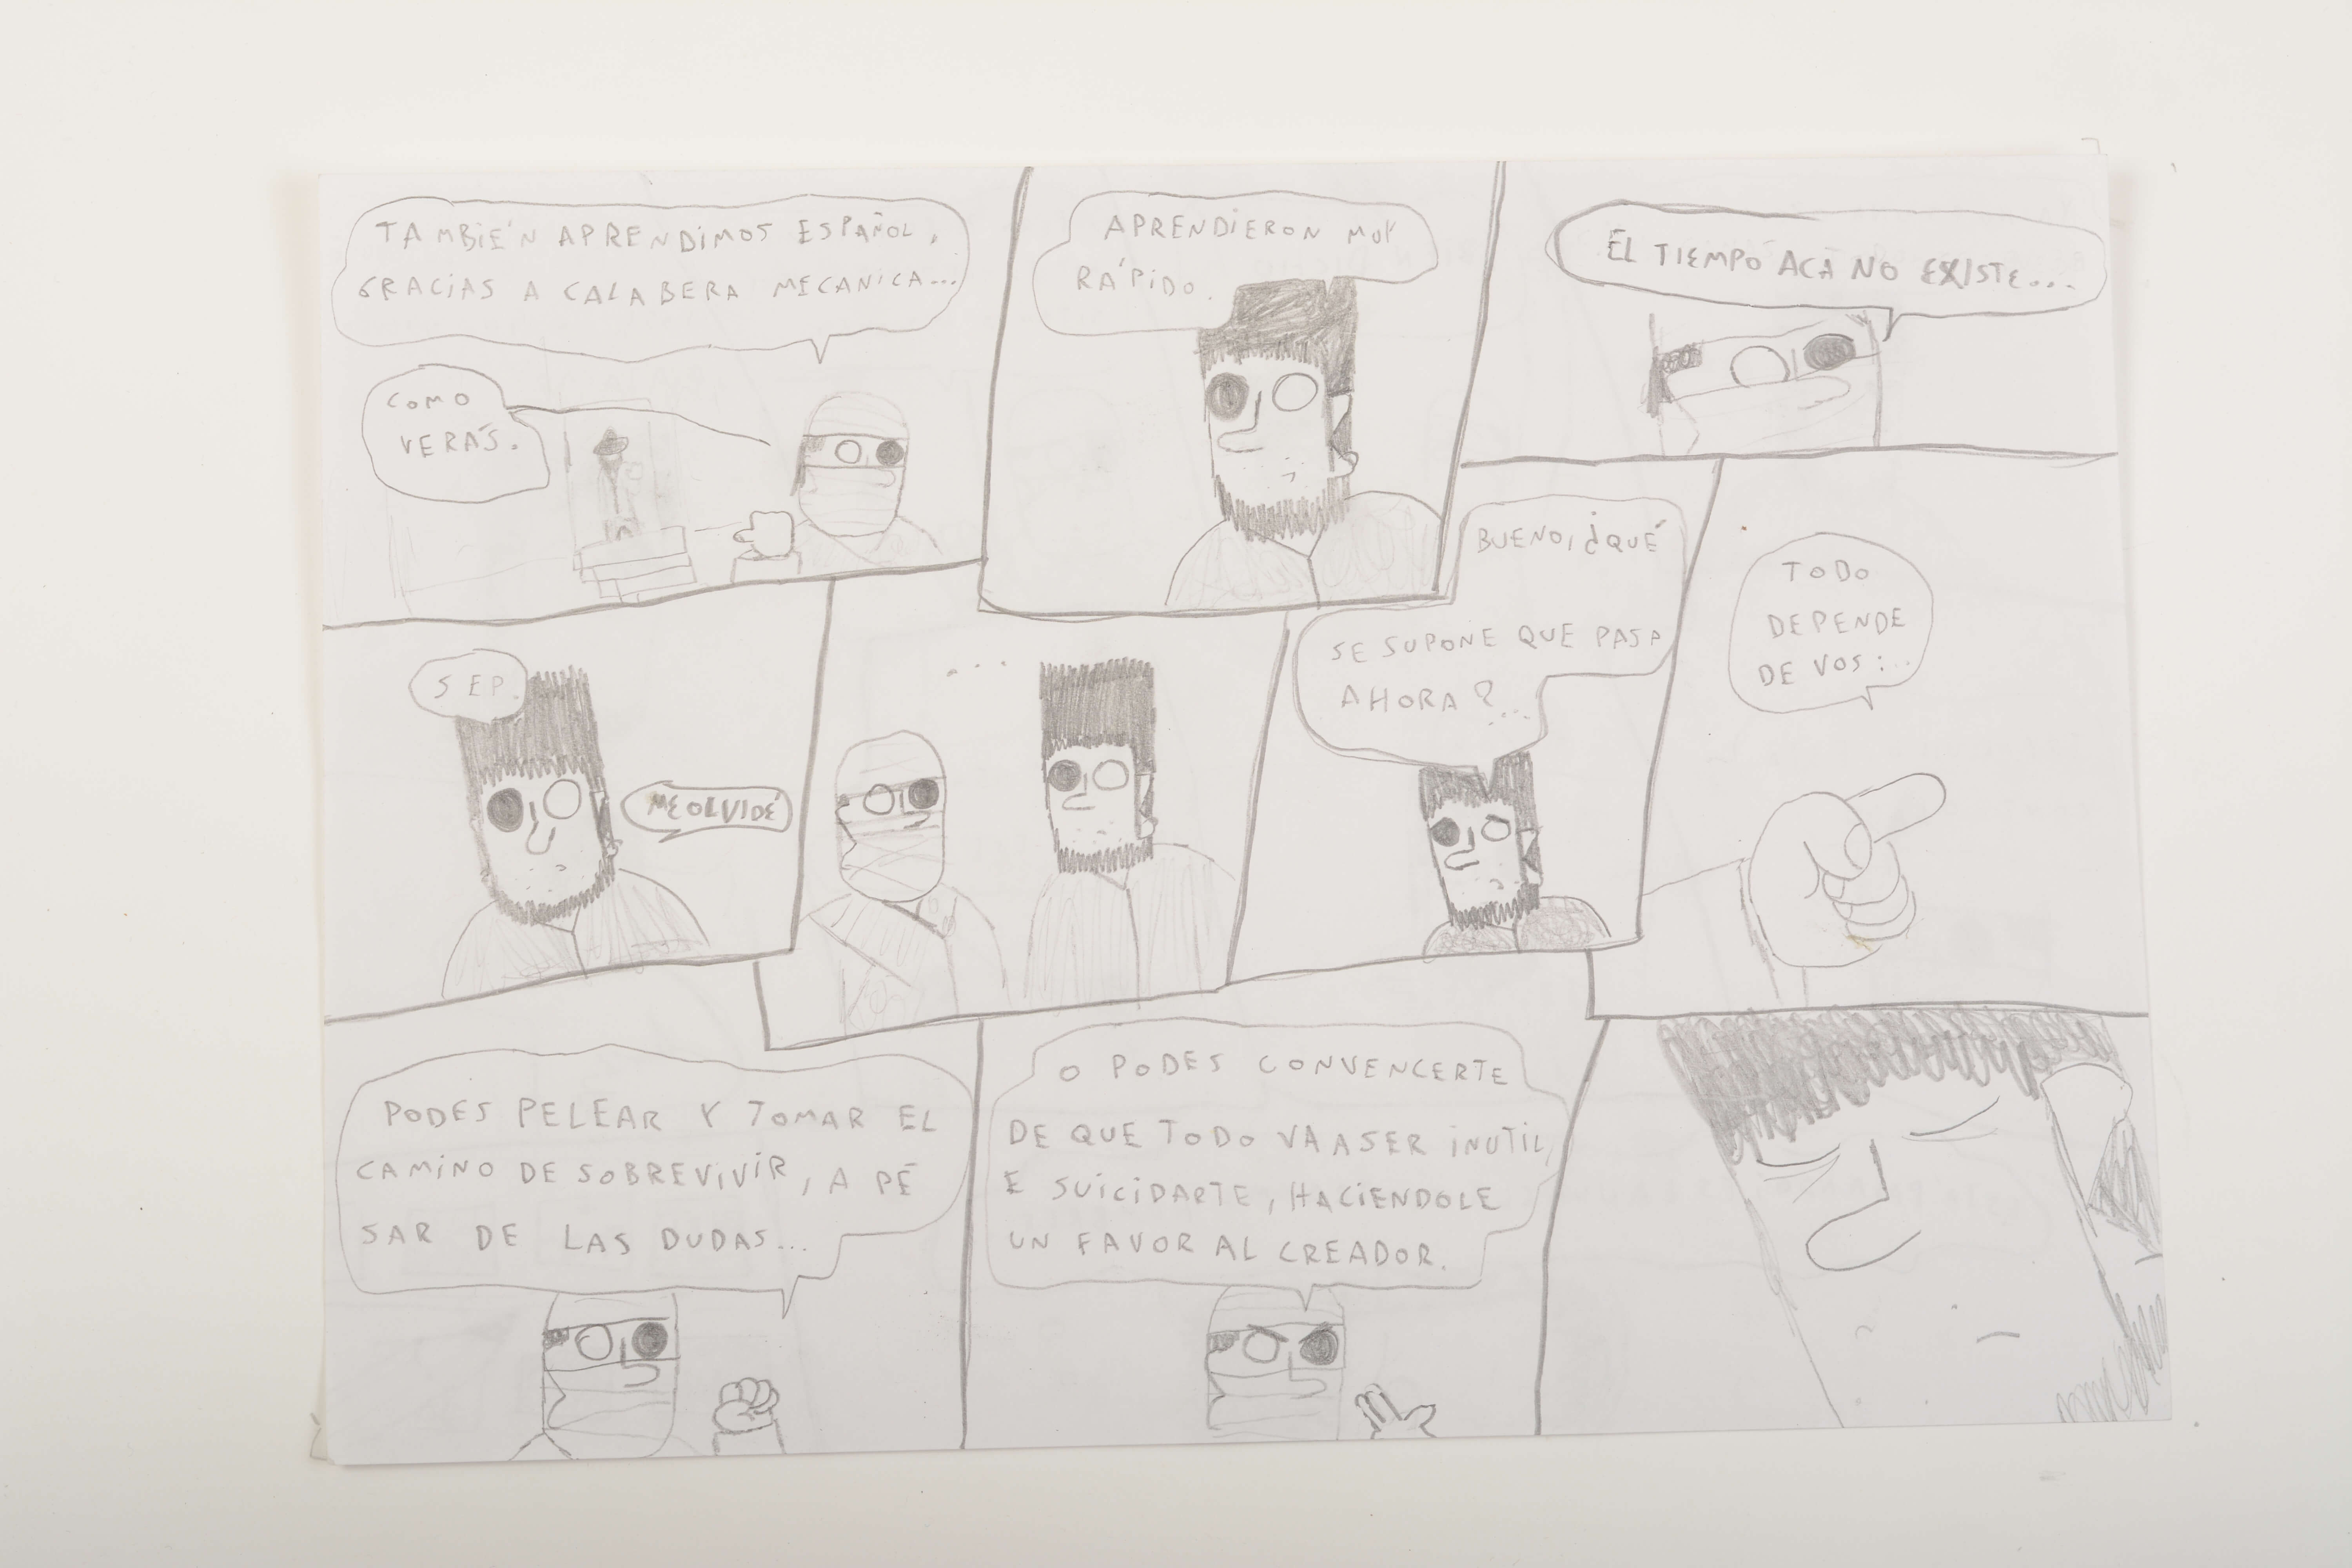 TAMBIÉN APRENDIMOS ESPAÑOL,
GRACIAS A CALABERA MECANICA...
COMO
VERÁS.
APRENDIERON MUY
RÁPIDO.
EL TIEMPO ACÁ NO EXISTE...
SEP.
ME OLVIDÉ
...
BUENO, ¿QUÉ
SE SUPONE QUE PASA
AHORA?...
TODO
DEPENDE
DE VOS:..
PODES PELEAR Y TOMAR EL
CAMINO DE SOBREVIVIR, A PE
SAR DE LAS DUDAS...
O PODES CONVENCERTE
DE QUE TODO VA A SER INUTIL,
E SUICIDARTE, HACIENDOLE
UN FAVOR AL CREADOR.